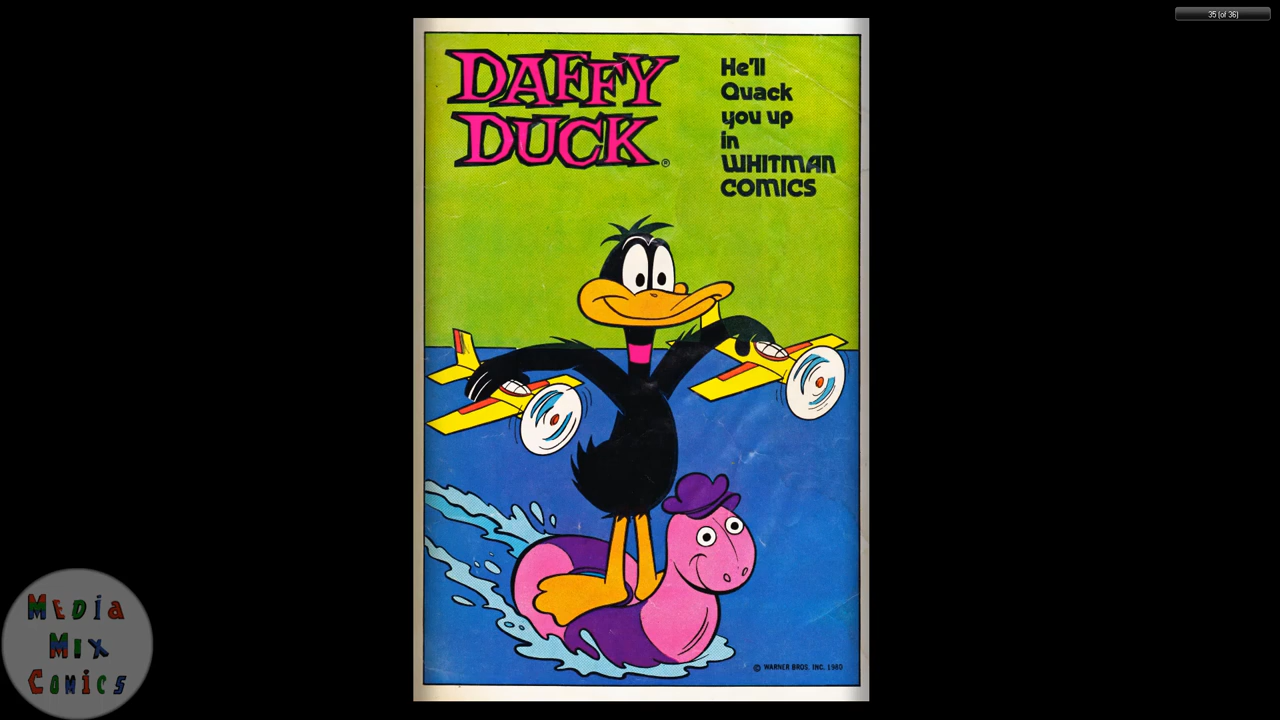 35 (of 36)
DAFFY
DUCK®
He'll
Quack
you up
in
WHITMAN
COMICS
© WARNER BROS. INC. 1980
MEDiA
MIX
COMICS